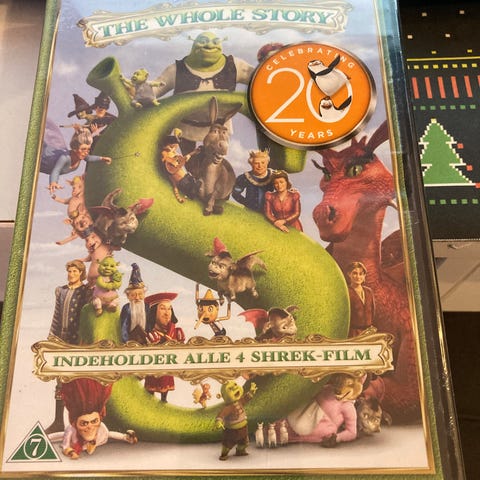 THE WHOLE STORY
CELEBRATING
20
YEARS
INDEHOLDER ALLE 4 SHREK-FILM
7